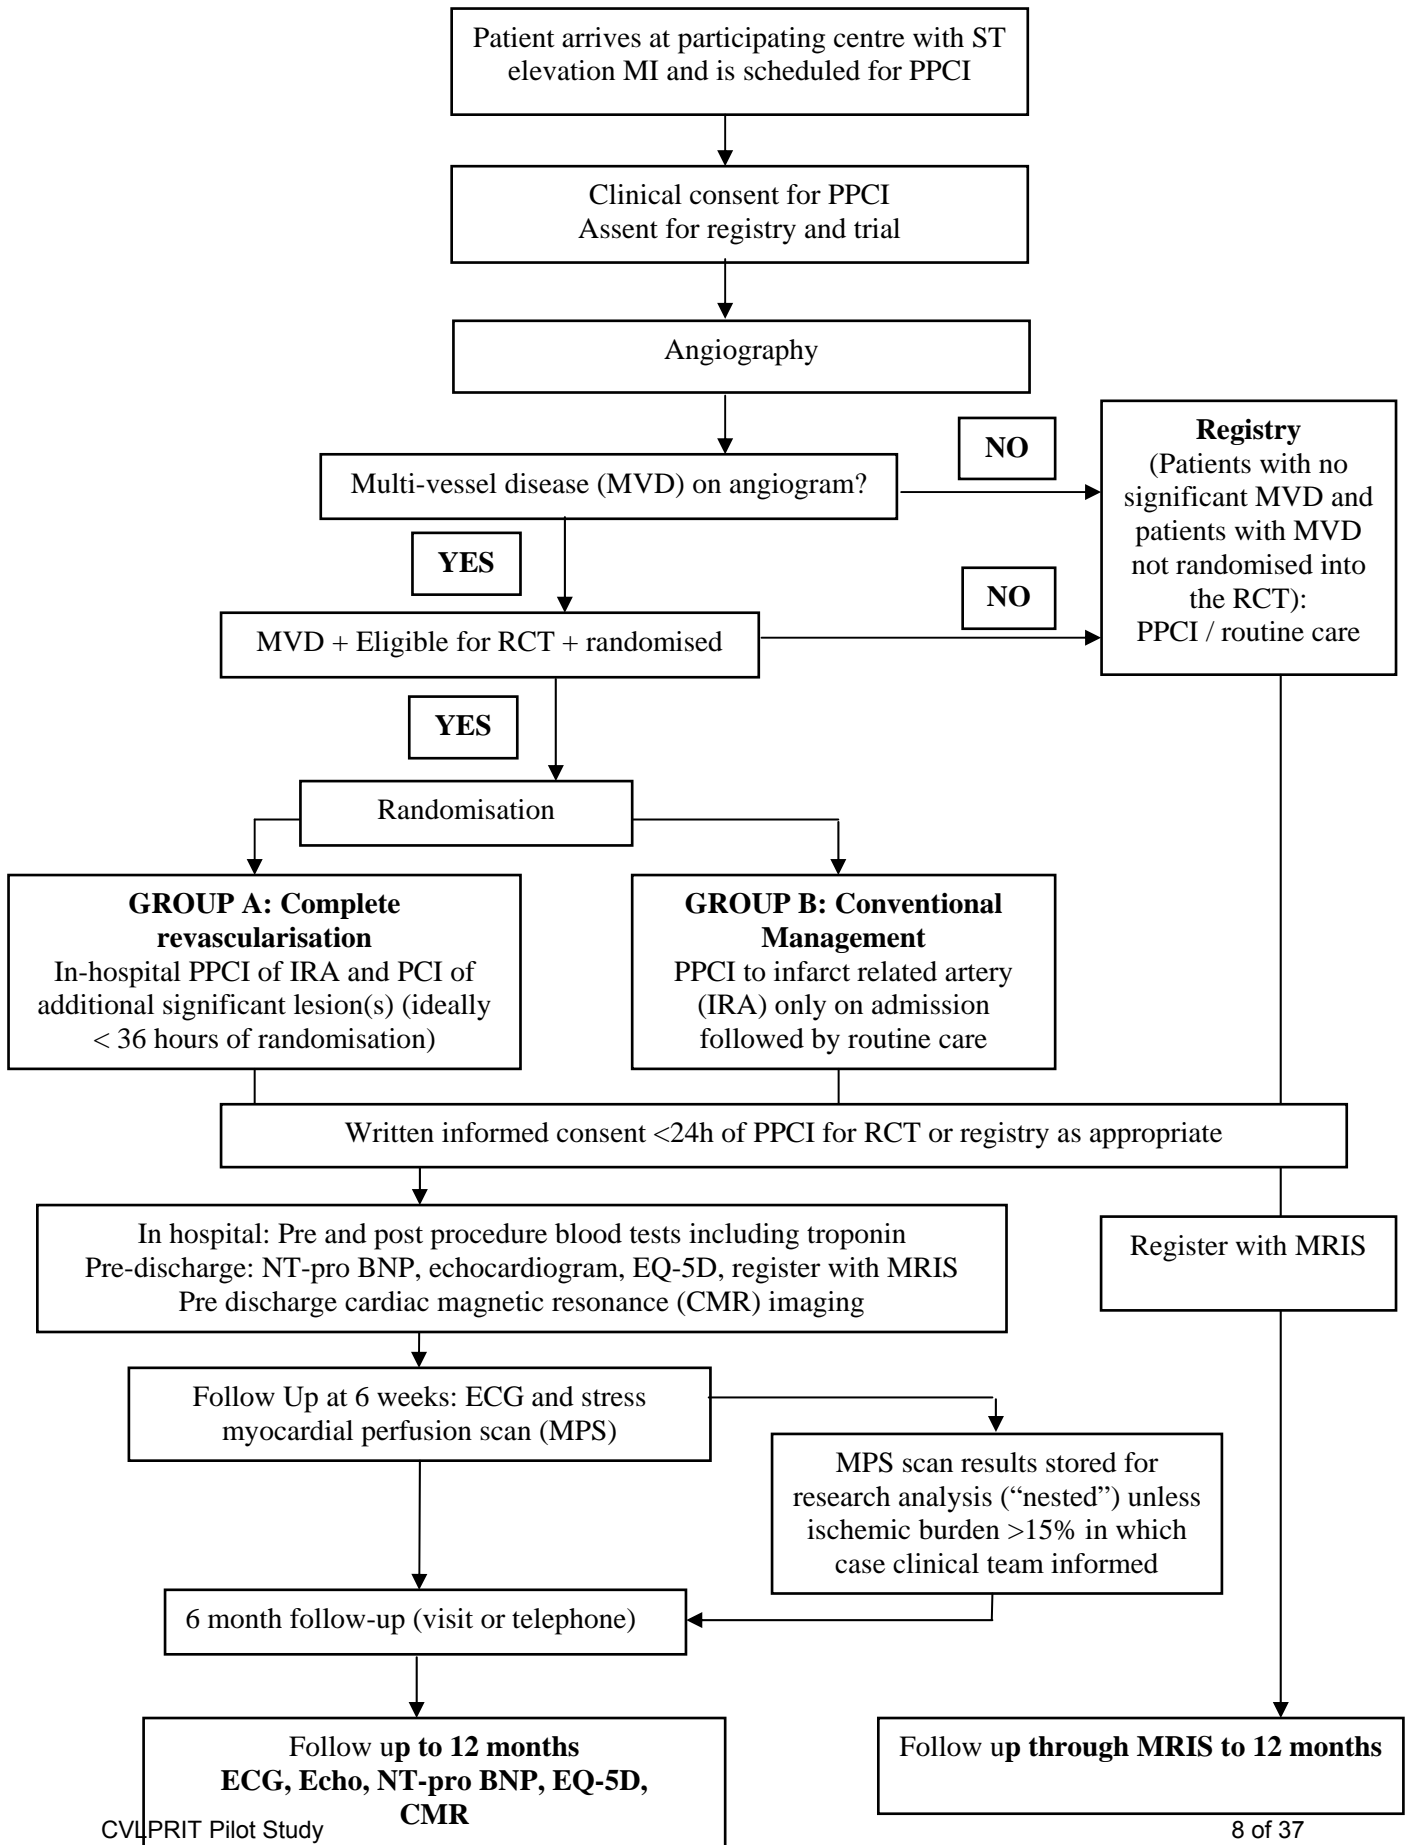 Patient arrives at participating centre with ST
elevation MI and is scheduled for PPCI
Clinical consent for PPCI
Assent for registry and trial
Angiography
Multi-vessel disease (MVD) on angiogram?
NO
Registry
(Patients with no
significant MVD and
patients with MVD
not randomised into
the RCT):
PPCI / routine care
YES
MVD + Eligible for RCT + randomised
NO
YES
Randomisation
GROUP A: Complete
revascularisation
In-hospital PPCI of IRA and PCI of
additional significant lesion(s) (ideally
< 36 hours of randomisation)
GROUP B: Conventional
Management
PPCI to infarct related artery
(IRA) only on admission
followed by routine care
Written informed consent <24h of PPCI for RCT or registry as appropriate
In hospital: Pre and post procedure blood tests including troponin
Pre-discharge: NT-pro BNP, echocardiogram, EQ-5D, register with MRIS
Pre discharge cardiac magnetic resonance (CMR) imaging
Register with MRIS
Follow Up at 6 weeks: ECG and stress
myocardial perfusion scan (MPS)
MPS scan results stored for
research analysis (“nested”) unless
ischemic burden >15% in which
case clinical team informed
6 month follow-up (visit or telephone)
Follow up to 12 months
ECG, Echo, NT-pro BNP, EQ-5D,
CMR
Follow up through MRIS to 12 months
CVLPRIT Pilot Study
8 of 37